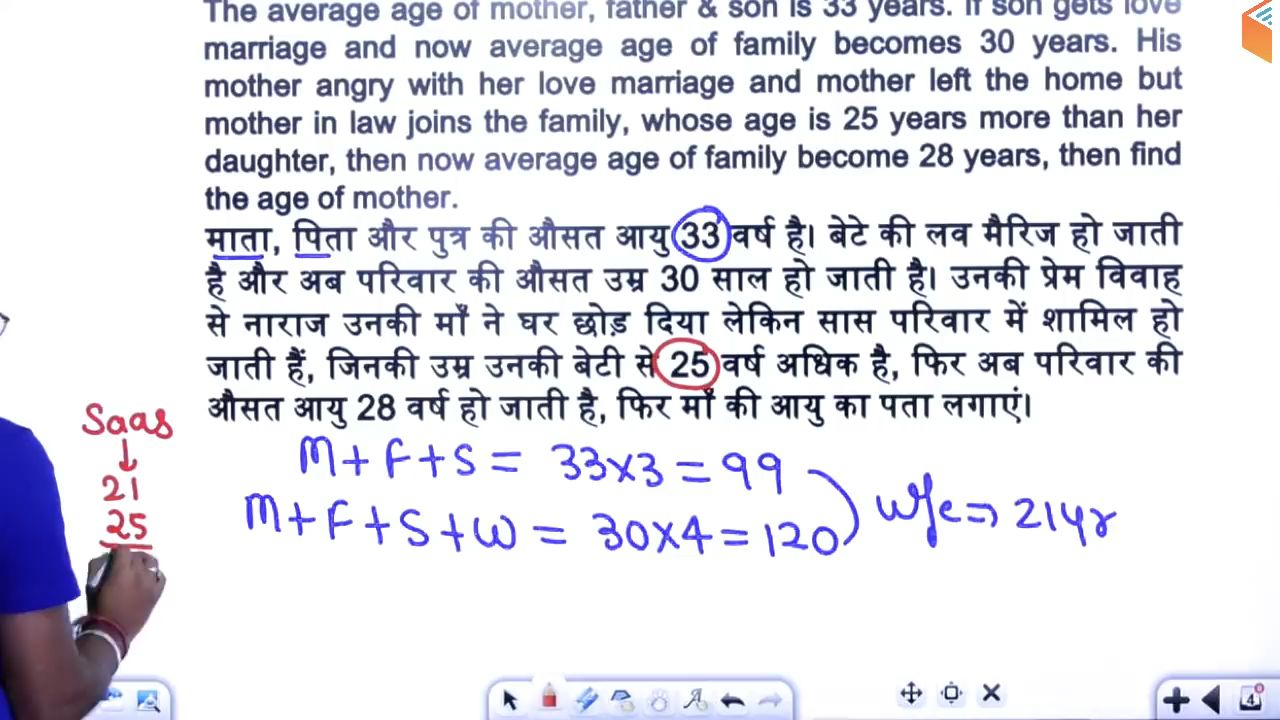 The average age of mother, father & son is 33 years. If son gets love
marriage and now average age of family becomes 30 years. His
mother angry with her love marriage and mother left the home but
mother in law joins the family, whose age is 25 years more than her
daughter, then now average age of family become 28 years, then find
the age of mother.
माता, पिता और पुत्र की औसत आयु 33 वर्ष है। बेटे की लव मैरिज हो जाती
है और अब परिवार की औसत उम्र 30 साल हो जाती है। उनकी प्रेम विवाह
से नाराज उनकी माँ ने घर छोड़ दिया लेकिन सास परिवार में शामिल हो
जाती हैं, जिनकी उम्र उनकी बेटी से 25 वर्ष अधिक है, फिर अब परिवार की
औसत आयु 28 वर्ष हो जाती है, फिर माँ की आयु का पता लगाएं।
Saas
↓
21
25
M+F+S = 33×3 = 99
M+F+S+W = 30×4 = 120
Wife ⇒ 21yr
4